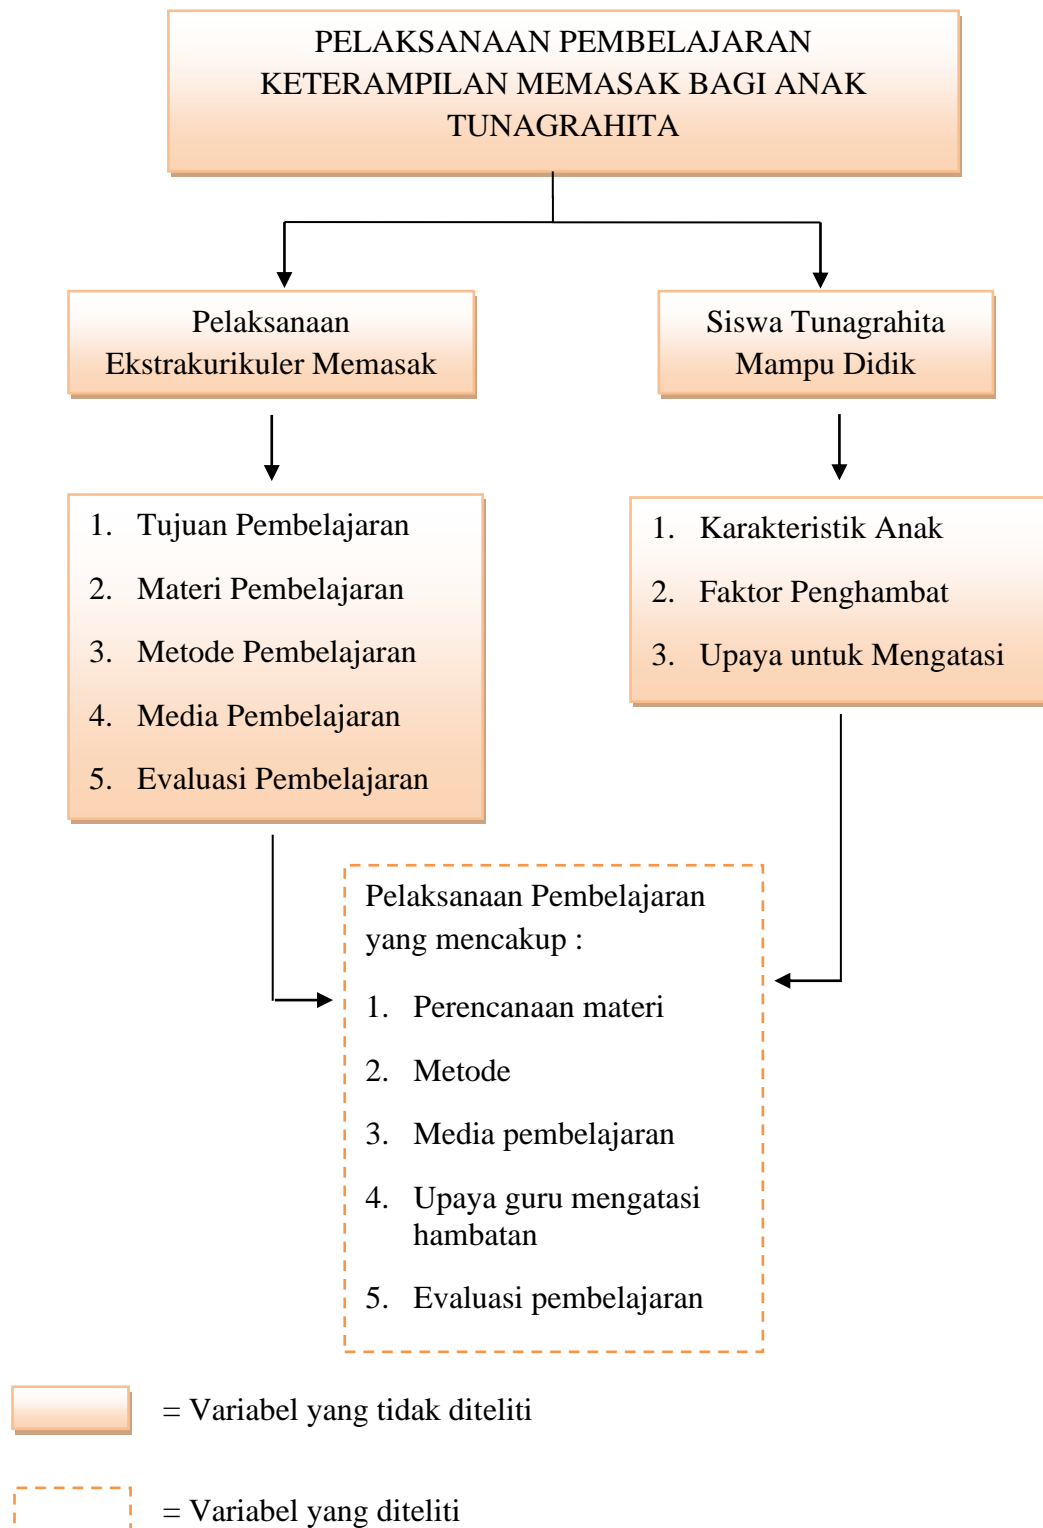 PELAKSANAAN PEMBELAJARAN
KETERAMPILAN MEMASAK BAGI ANAK
TUNAGRAHITA
Pelaksanaan
Ekstrakurikuler Memasak
Siswa Tunagrahita
Mampu Didik
1. Tujuan Pembelajaran
2. Materi Pembelajaran
3. Metode Pembelajaran
4. Media Pembelajaran
5. Evaluasi Pembelajaran
1. Karakteristik Anak
2. Faktor Penghambat
3. Upaya untuk Mengatasi
Pelaksanaan Pembelajaran
yang mencakup :
1. Perencanaan materi
2. Metode
3. Media pembelajaran
4. Upaya guru mengatasi
hambatan
5. Evaluasi pembelajaran
= Variabel yang tidak diteliti
= Variabel yang diteliti